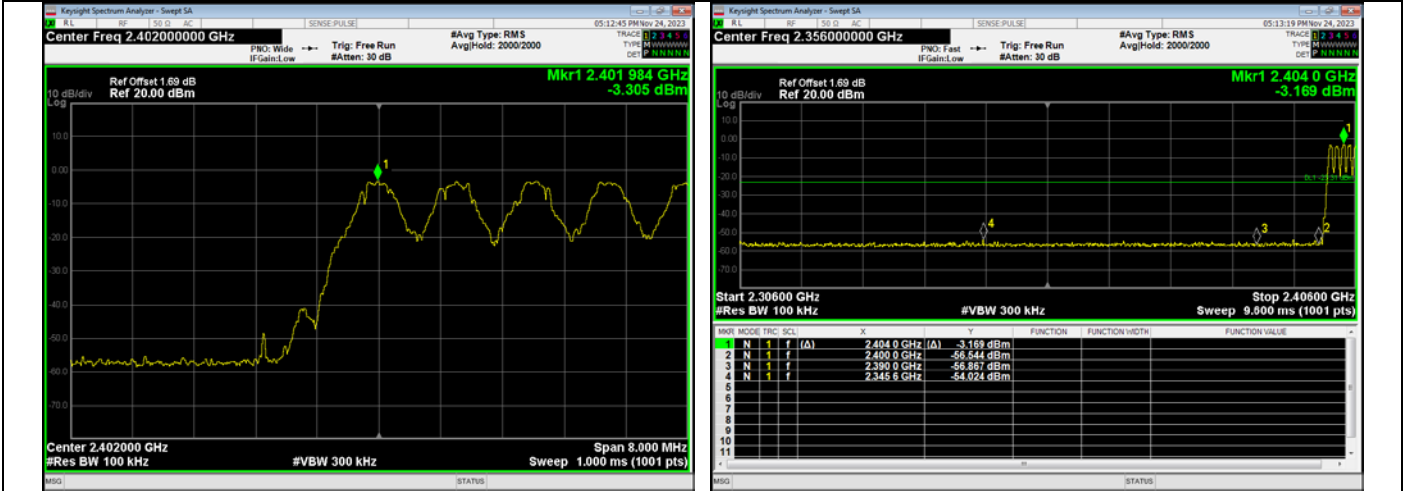 Keysight Spectrum Analyzer - Swept SA
RL RF 50 Ω AC SENSE:PULSE 05:12:45 PM Nov 24, 2023
Center Freq 2.402000000 GHz
PNO: Wide
IFGain:Low
Trig: Free Run
#Atten: 30 dB
#Avg Type: RMS
Avg|Hold: 2000/2000
TRACE 1 2 3 4 5 6
TYPE M WWWWW
DET P N N N N N
Ref Offset 1.69 dB
Ref 20.00 dBm
10 dB/div
Log
Mkr1 2.401 984 GHz
-3.305 dBm
10.0
0.00
-10.0
-20.0
-30.0
-40.0
-50.0
-60.0
-70.0
1
Center 2.402000 GHz
#Res BW 100 kHz
#VBW 300 kHz
Span 8.000 MHz
Sweep 1.000 ms (1001 pts)
MSG STATUS
Keysight Spectrum Analyzer - Swept SA
RL RF 50 Ω AC SENSE:PULSE 05:13:19 PM Nov 24, 2023
Center Freq 2.356000000 GHz
PNO: Fast
IFGain:Low
Trig: Free Run
#Atten: 30 dB
#Avg Type: RMS
Avg|Hold: 2000/2000
TRACE 1 2 3 4 5 6
TYPE M WWWWW
DET P N N N N N
Ref Offset 1.69 dB
Ref 20.00 dBm
10 dB/div
Log
Mkr1 2.404 0 GHz
-3.169 dBm
10.0
0.00
-10.0
-20.0
-30.0
-40.0
-50.0
-60.0
-70.0
1
4
3
2
Start 2.30600 GHz
#Res BW 100 kHz
#VBW 300 kHz
Stop 2.40600 GHz
Sweep 9.600 ms (1001 pts)
MKR MODE TRC SCL X Y FUNCTION FUNCTION WIDTH FUNCTION VALUE
1 N 1 f (Δ) 2.404 0 GHz (Δ) -3.169 dBm
2 N 1 f 2.400 0 GHz -56.544 dBm
3 N 1 f 2.390 0 GHz -56.867 dBm
4 N 1 f 2.345 6 GHz -54.024 dBm
5
6
7
8
9
10
11
MSG STATUS